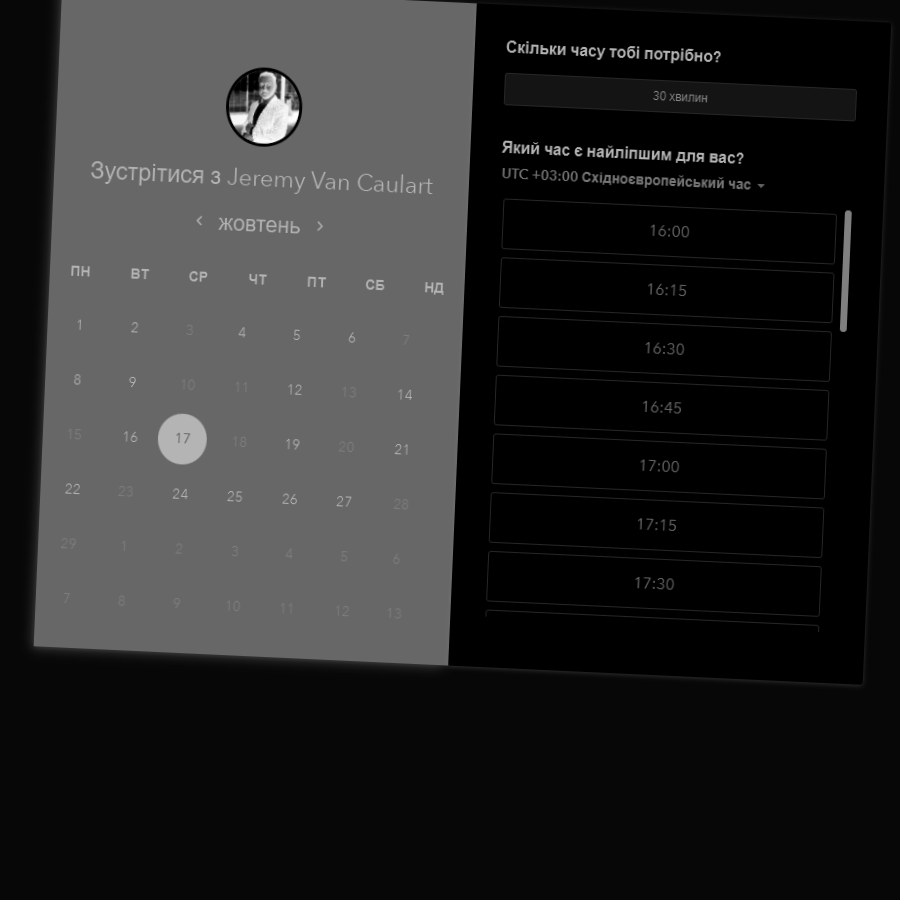 Зустрітися з Jeremy Van Caulart
‹ жовтень ›
ПН ВТ СР ЧТ ПТ СБ НД
1 2 3 4 5 6 7
8 9 10 11 12 13 14
15 16 17 18 19 20 21
22 23 24 25 26 27 28
29 1 2 3 4 5 6
7 8 9 10 11 12 13
Скільки часу тобі потрібно?
30 хвилин
Який час є найліпшим для вас?
UTC +03:00 Східноєвропейський час
16:00
16:15
16:30
16:45
17:00
17:15
17:30